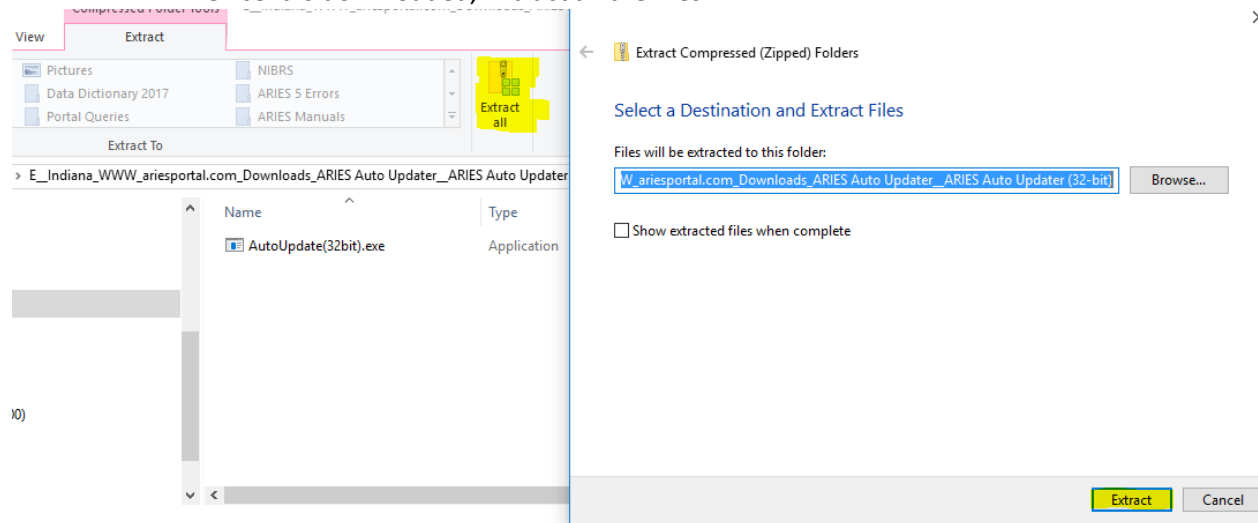 Compressed Folder Tools
View
Extract
Pictures
NIBRS
Data Dictionary 2017
ARIES 5 Errors
Portal Queries
ARIES Manuals
Extract To
Extract
all
> E__Indiana_WWW_ariesportal.com_Downloads_ARIES Auto Updater__ARIES Auto Updater
Name
Type
AutoUpdate(32bit).exe
Application
Extract Compressed (Zipped) Folders
Select a Destination and Extract Files
Files will be extracted to this folder:
W_ariesportal.com_Downloads_ARIES Auto Updater__ARIES Auto Updater (32-bit)
Browse...
Show extracted files when complete
Extract
Cancel